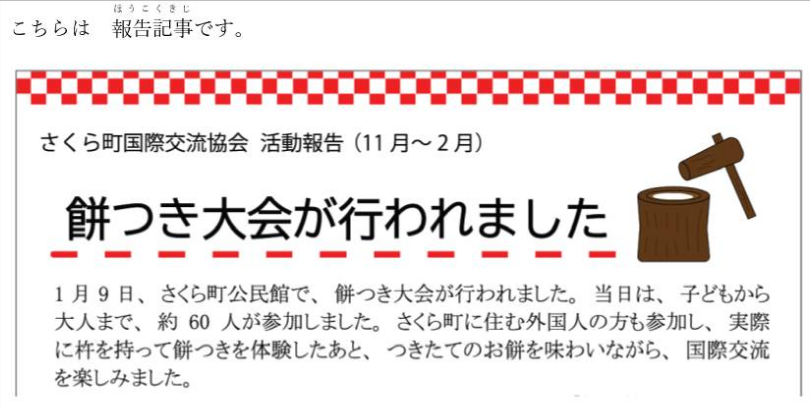 ほうこくきじ
こちらは 報告記事です。
さくら町国際交流協会 活動報告（11月～2月）
餅つき大会が行われました
1月9日、さくら町公民館で、餅つき大会が行われました。当日は、子どもから
大人まで、約60人が参加しました。さくら町に住む外国人の方も参加し、実際
に杵を持って餅つきを体験したあと、つきたてのお餅を味わいながら、国際交流
を楽しみました。